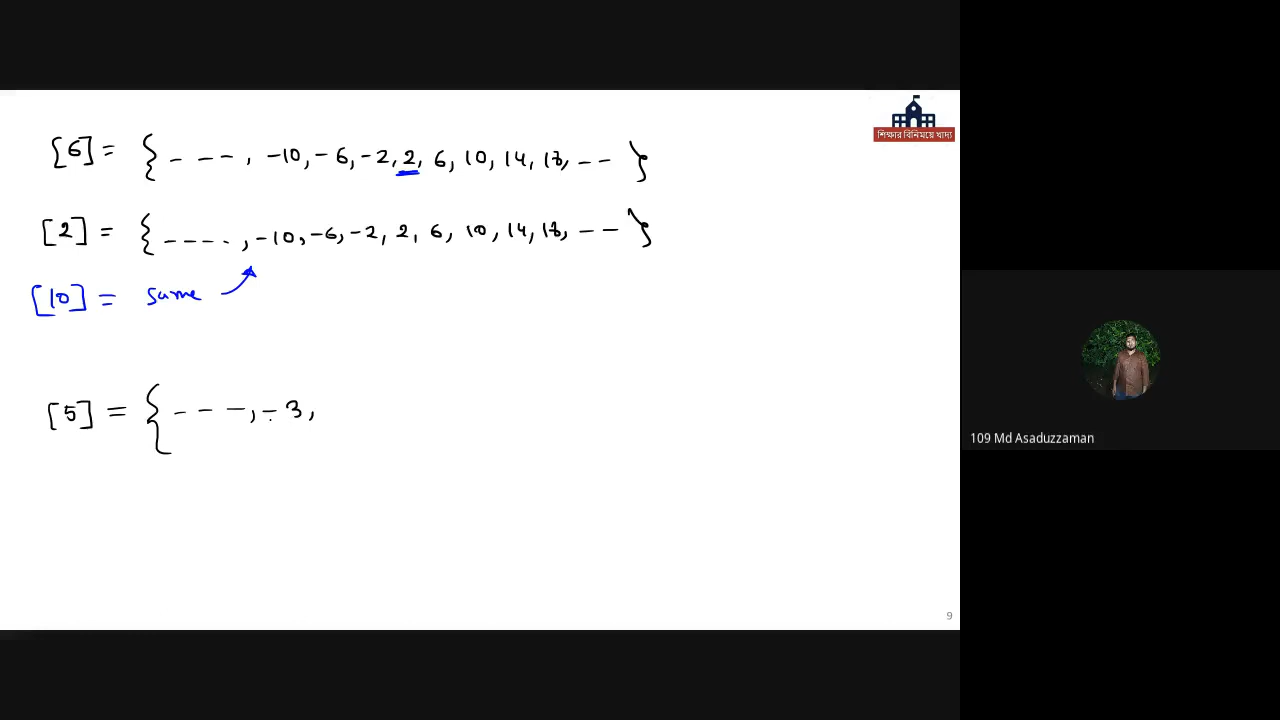 শিক্ষার বিনিময়ে খাদ্য
[6] = { - - - , -10, -6, -2, 2, 6, 10, 14, 18, - - }
[2] = { - - - - , -10, -6, -2, 2, 6, 10, 14, 18, - - }
[10] = same
[5] = { - - - , -3,
109 Md Asaduzzaman
9